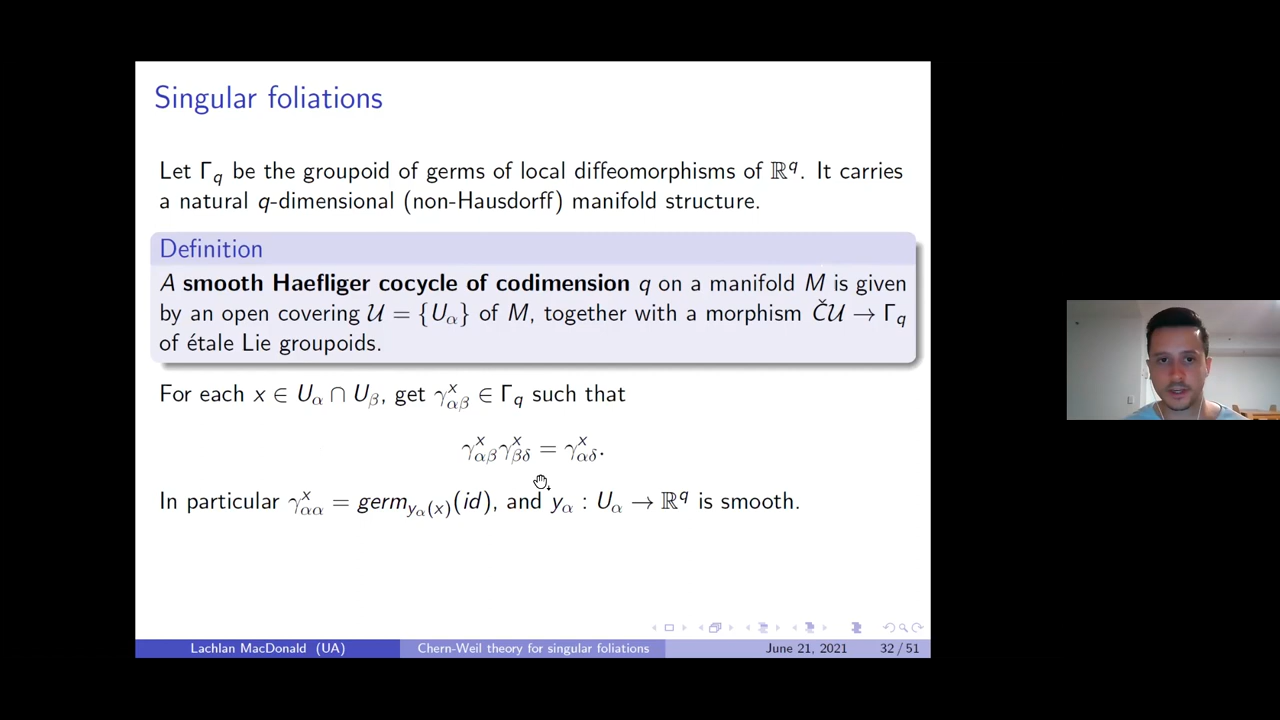 Singular foliations
Let Γq be the groupoid of germs of local diffeomorphisms of ℝ^q. It carries
a natural q-dimensional (non-Hausdorff) manifold structure.
Definition
A smooth Haefliger cocycle of codimension q on a manifold M is given
by an open covering 𝒰 = {U_α} of M, together with a morphism Č𝒰 → Γ_q
of étale Lie groupoids.
For each x ∈ U_α ∩ U_β, get γ^x_{αβ} ∈ Γ_q such that
γ^x_{αβ}γ^x_{βδ} = γ^x_{αδ}.
In particular γ^x_{αα} = germ_{y_α(x)}(id), and y_α : U_α → ℝ^q is smooth.
Lachlan MacDonald (UA) Chern-Weil theory for singular foliations June 21, 2021 32 / 51